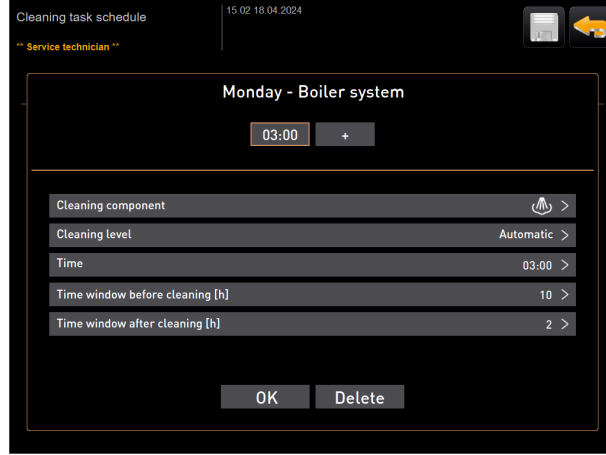 Cleaning task schedule
15 02 18.04.2024
** Service technician **
Monday - Boiler system
03:00 +
Cleaning component >
Cleaning level Automatic >
Time 03:00 >
Time window before cleaning [h] 10 >
Time window after cleaning [h] 2 >
OK Delete